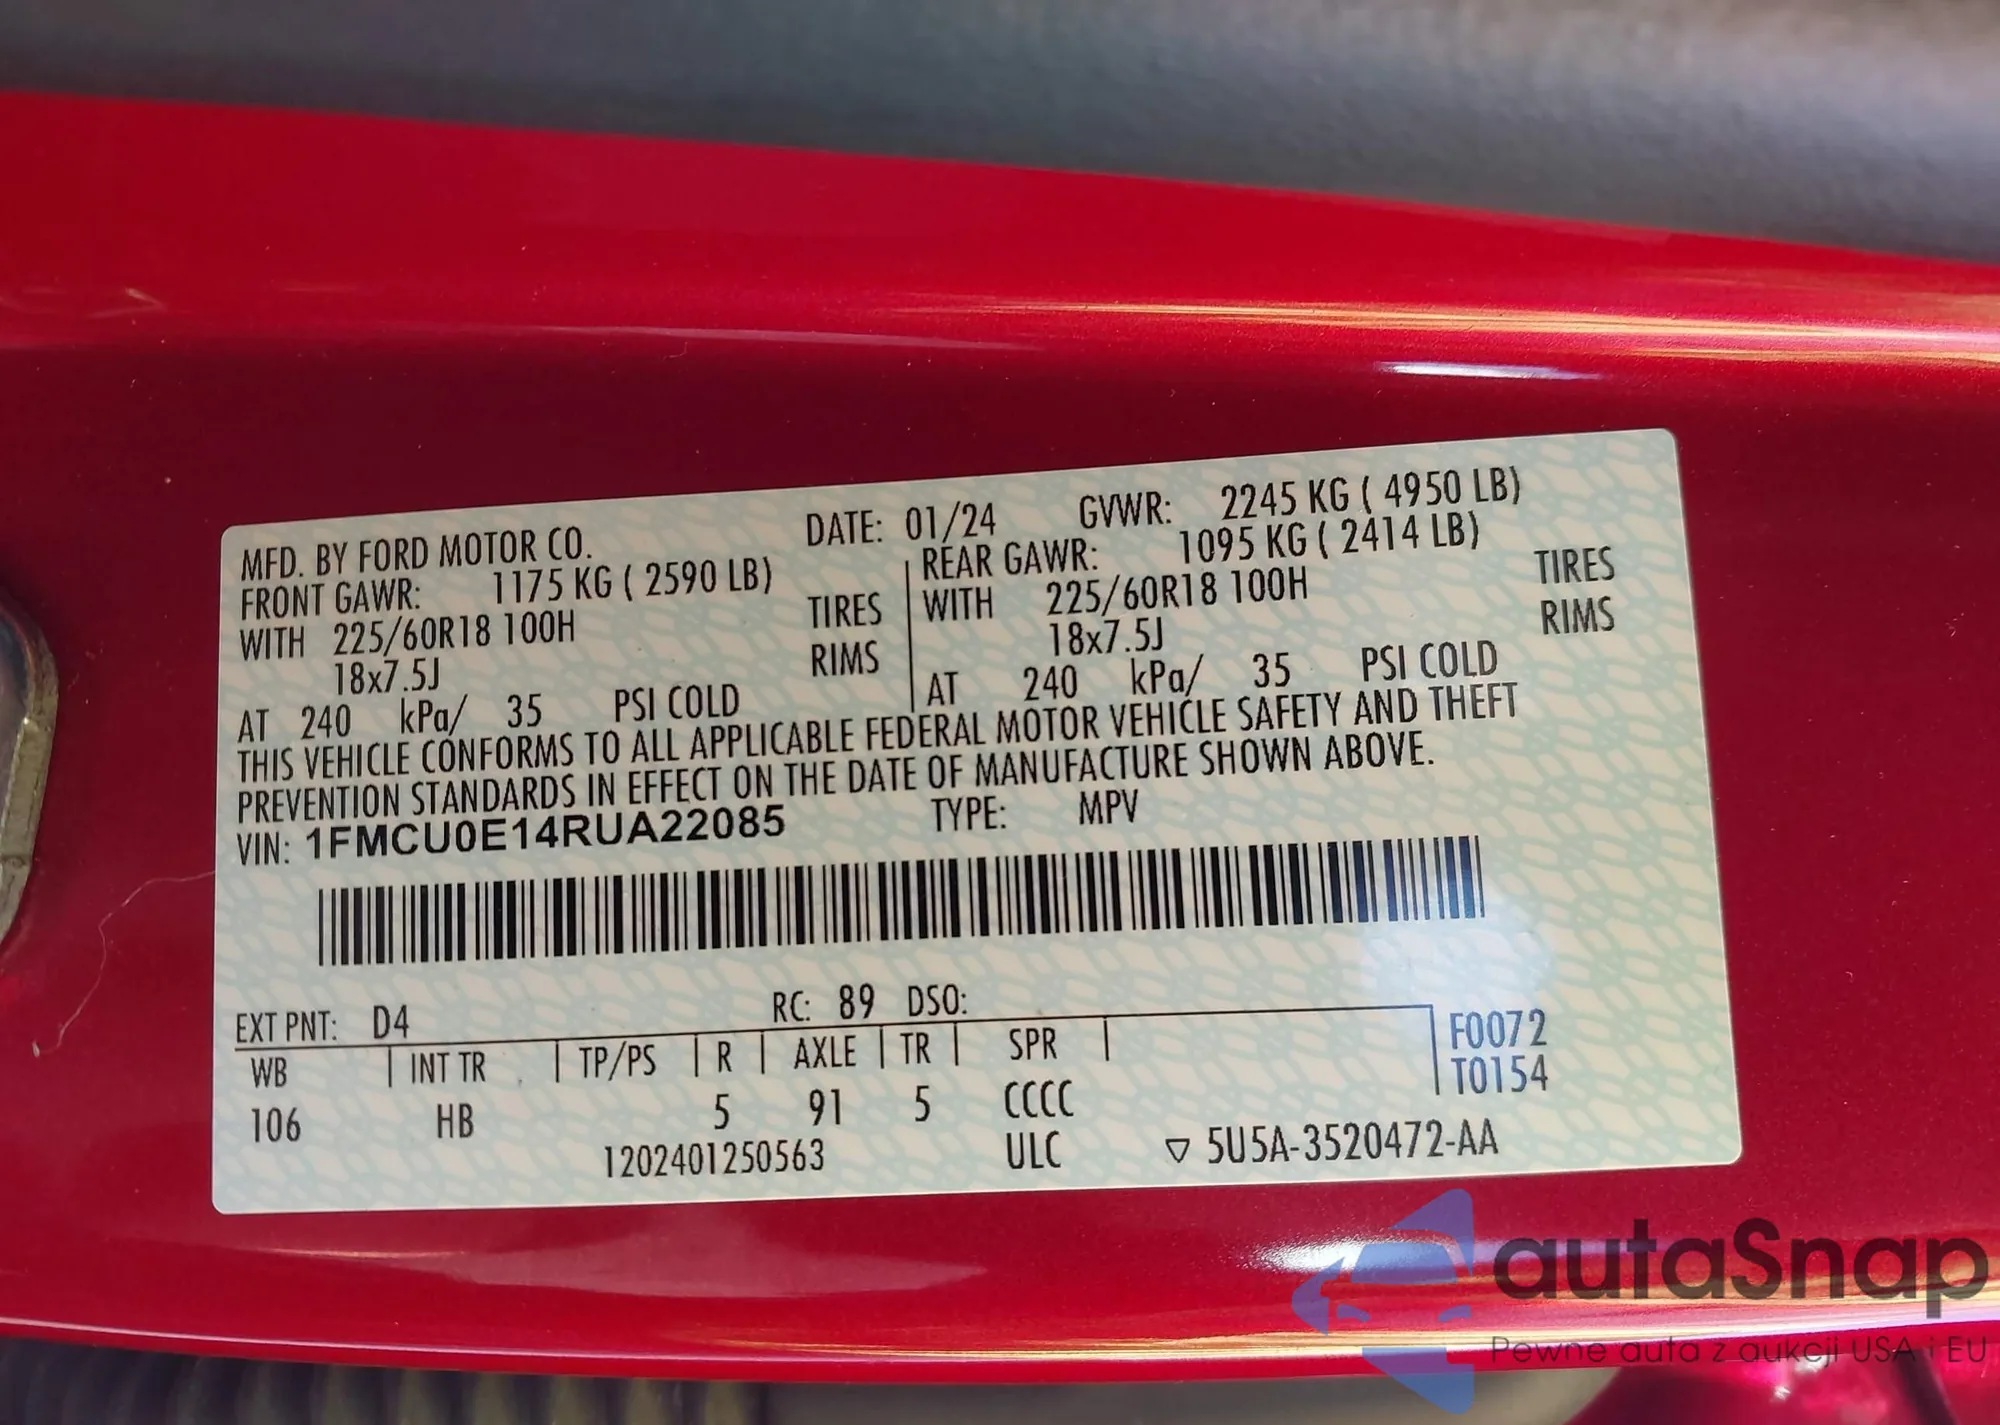 MFD. BY FORD MOTOR CO. DATE: 01/24 GVWR: 2245 KG ( 4950 LB)
FRONT GAWR: 1175 KG ( 2590 LB) REAR GAWR: 1095 KG ( 2414 LB)
WITH 225/60R18 100H TIRES WITH 225/60R18 100H TIRES
18x7.5J RIMS 18x7.5J RIMS
AT 240 kPa/ 35 PSI COLD AT 240 kPa/ 35 PSI COLD
THIS VEHICLE CONFORMS TO ALL APPLICABLE FEDERAL MOTOR VEHICLE SAFETY AND THEFT
PREVENTION STANDARDS IN EFFECT ON THE DATE OF MANUFACTURE SHOWN ABOVE.
VIN: 1FMCU0E14RUA22085 TYPE: MPV
EXT PNT: D4 RC: 89 DSO:
WB INT TR TP/PS R AXLE TR SPR F0072
T0154
106 HB 5 91 5 CCCC
1202401250563 ULC ▽ 5U5A-3520472-AA
autaSnap
Pewne auta z aukcji USA i EU